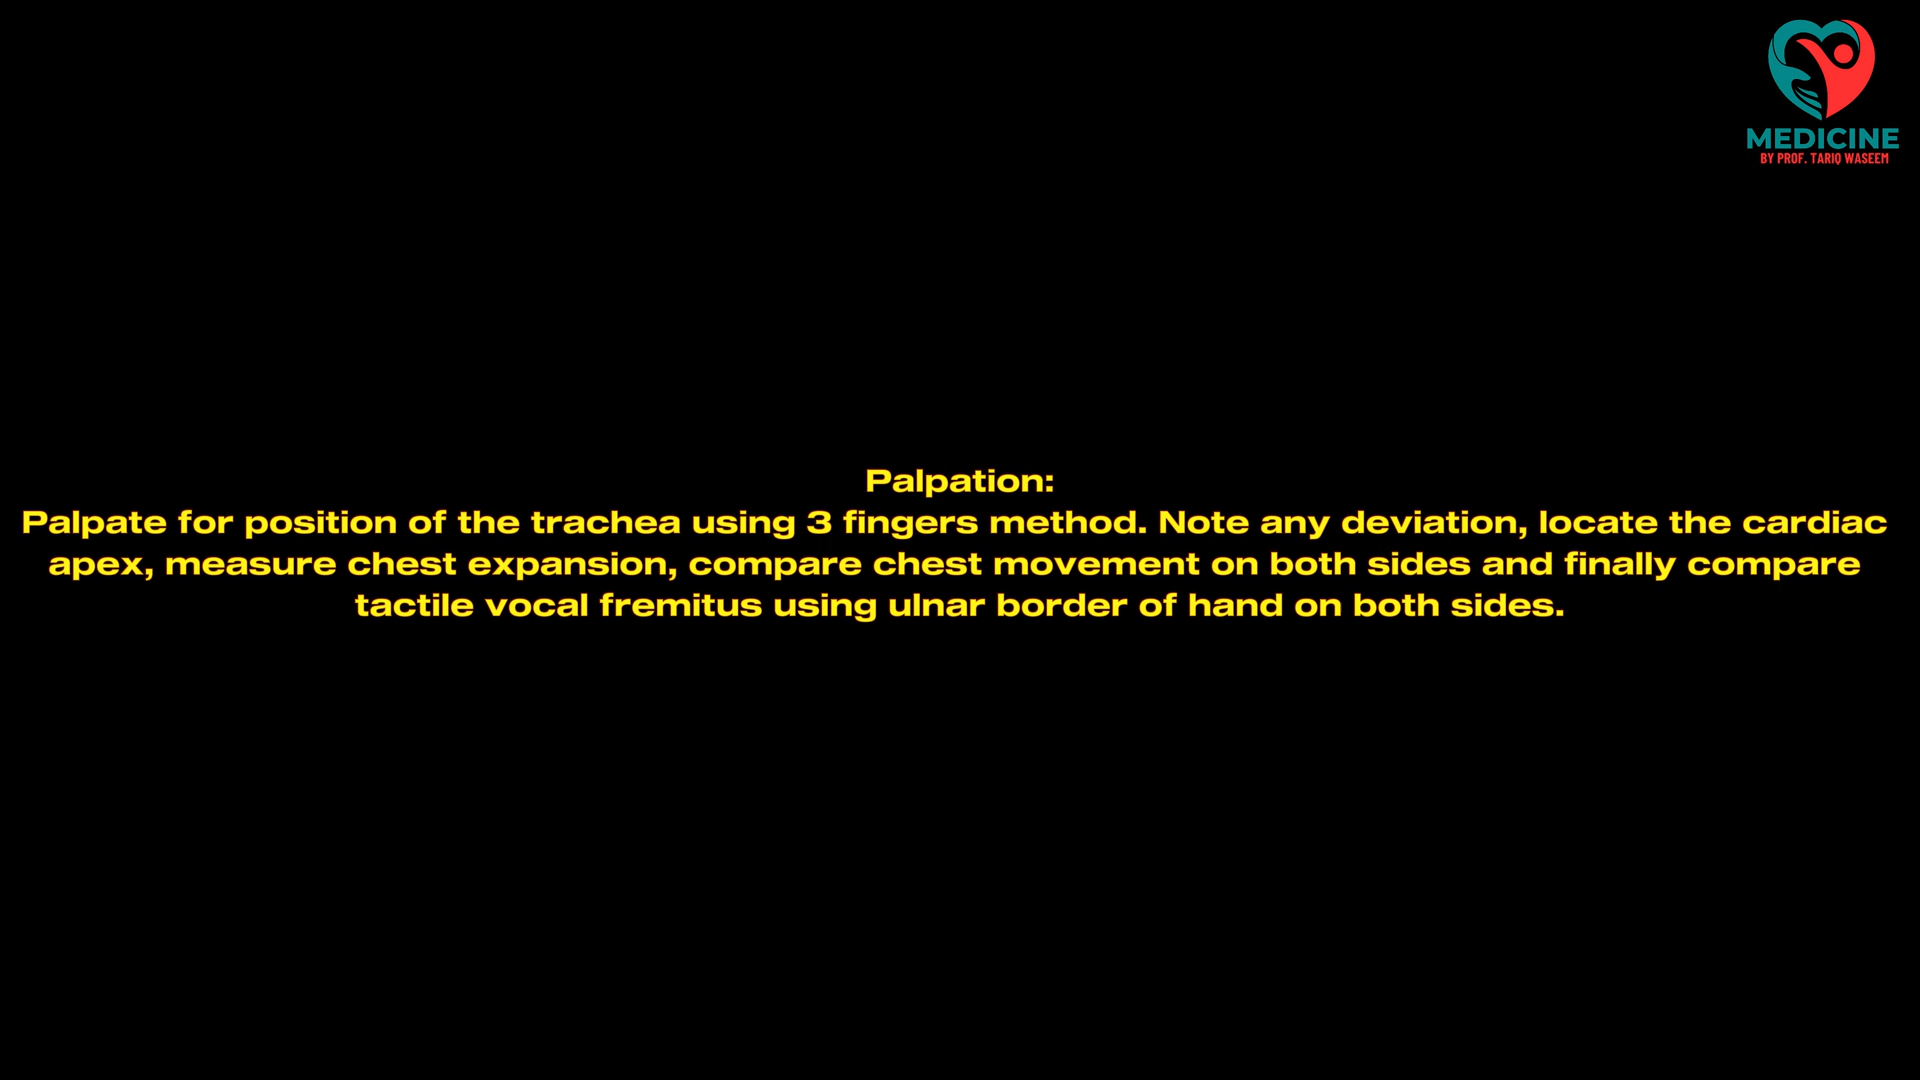 MEDICINE
BY PROF. TARIQ WASEEM
Palpation:
Palpate for position of the trachea using 3 fingers method. Note any deviation, locate the cardiac
apex, measure chest expansion, compare chest movement on both sides and finally compare
tactile vocal fremitus using ulnar border of hand on both sides.